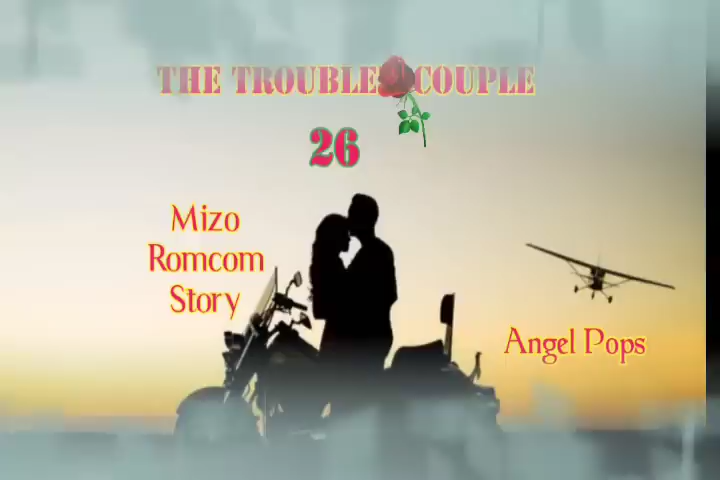 THE TROUBLE COUPLE
26
Mizo
Romcom
Story
Angel Pops